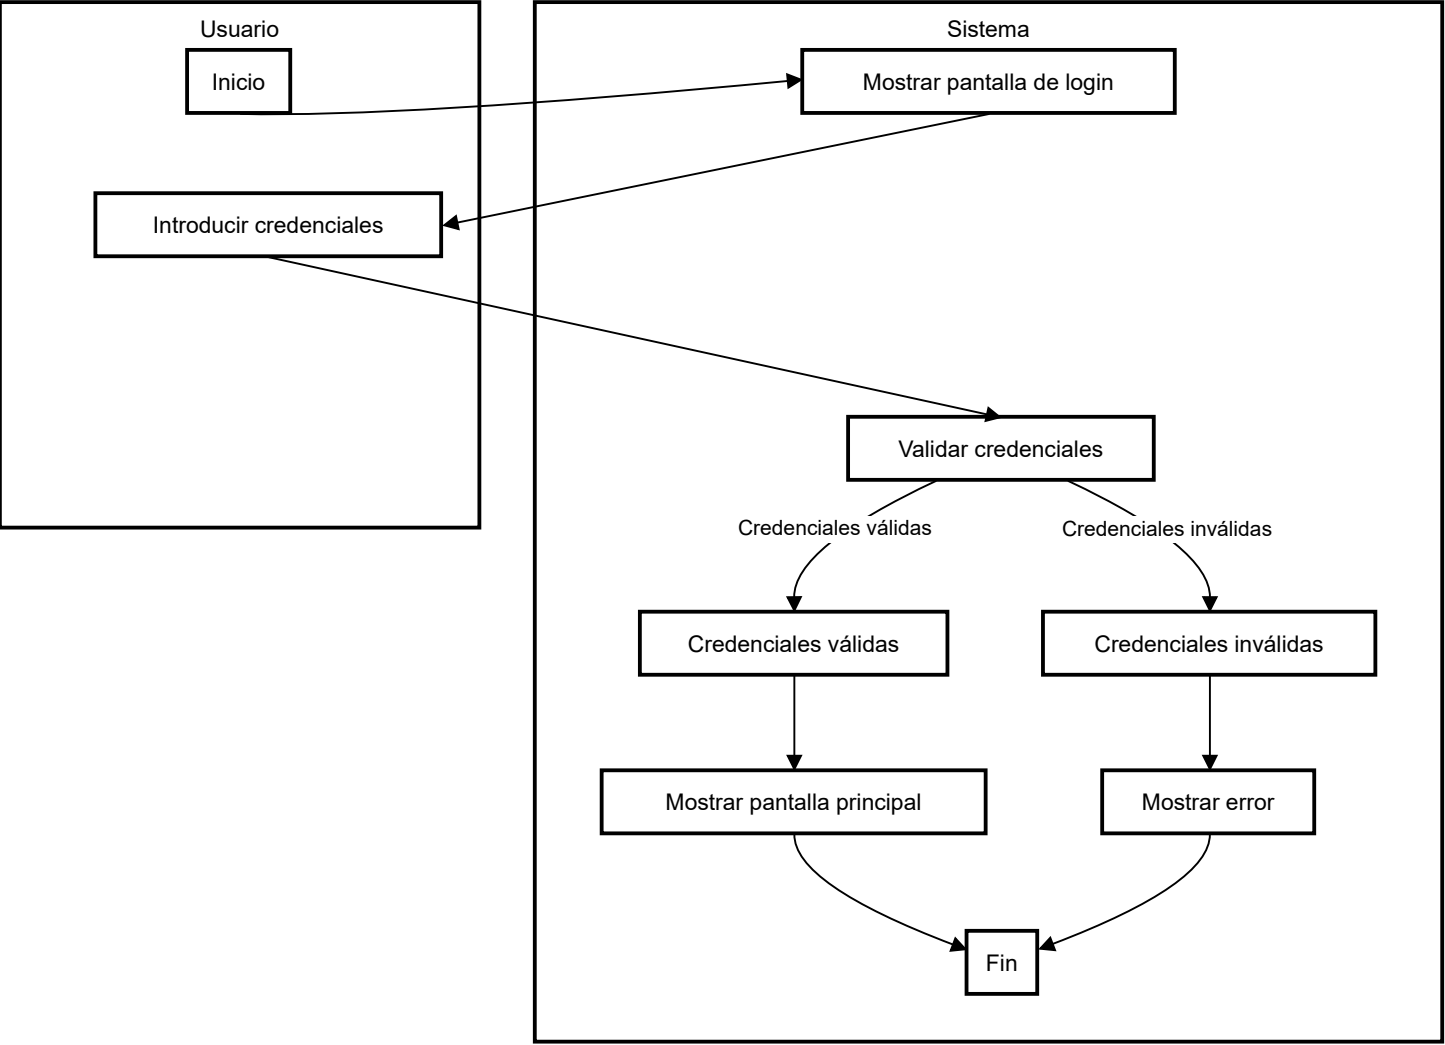 Usuario
Inicio
Sistema
Mostrar pantalla de login
Introducir credenciales
Validar credenciales
Credenciales válidas
Credenciales inválidas
Credenciales válidas
Credenciales inválidas
Mostrar pantalla principal
Mostrar error
Fin